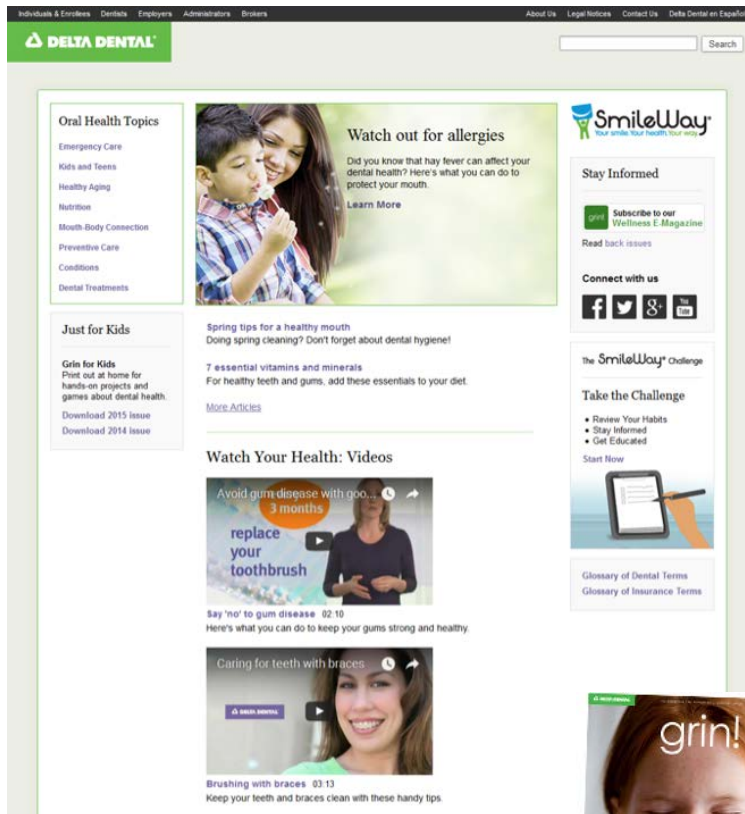 Individuals & Enrollees Dentists Employers Administrators Brokers
About Us Legal Notices Contact Us Delta Dental en Español
DELTA DENTAL
Search
Oral Health Topics
Emergency Care
Kids and Teens
Healthy Aging
Nutrition
Mouth-Body Connection
Preventive Care
Conditions
Dental Treatments
Just for Kids
Grin for Kids
Print out at home for
hands-on projects and
games about dental health.
Download 2015 issue
Download 2014 issue
Watch out for allergies
Did you know that hay fever can affect your
dental health? Here's what you can do to
protect your mouth.
Learn More
Spring tips for a healthy mouth
Doing spring cleaning? Don't forget about dental hygiene!
7 essential vitamins and minerals
For healthy teeth and gums, add these essentials to your diet.
More Articles
Watch Your Health: Videos
Avoid gum disease with goo...
3 months
replace
your
toothbrush
Say 'no' to gum disease 02:10
Here's what you can do to keep your gums strong and healthy.
Caring for teeth with braces
DELTA DENTAL
Brushing with braces 03:13
Keep your teeth and braces clean with these handy tips.
SmileWay
Your smile. Your health. Your way.
Stay Informed
grin!
Subscribe to our
Wellness E-Magazine
Read back issues
Connect with us
f
g+
You
Tube
The SmileWay Challenge
Take the Challenge
• Review Your Habits
• Stay Informed
• Get Educated
Start Now
Glossary of Dental Terms
Glossary of Insurance Terms
DELTA DENTAL
grin!